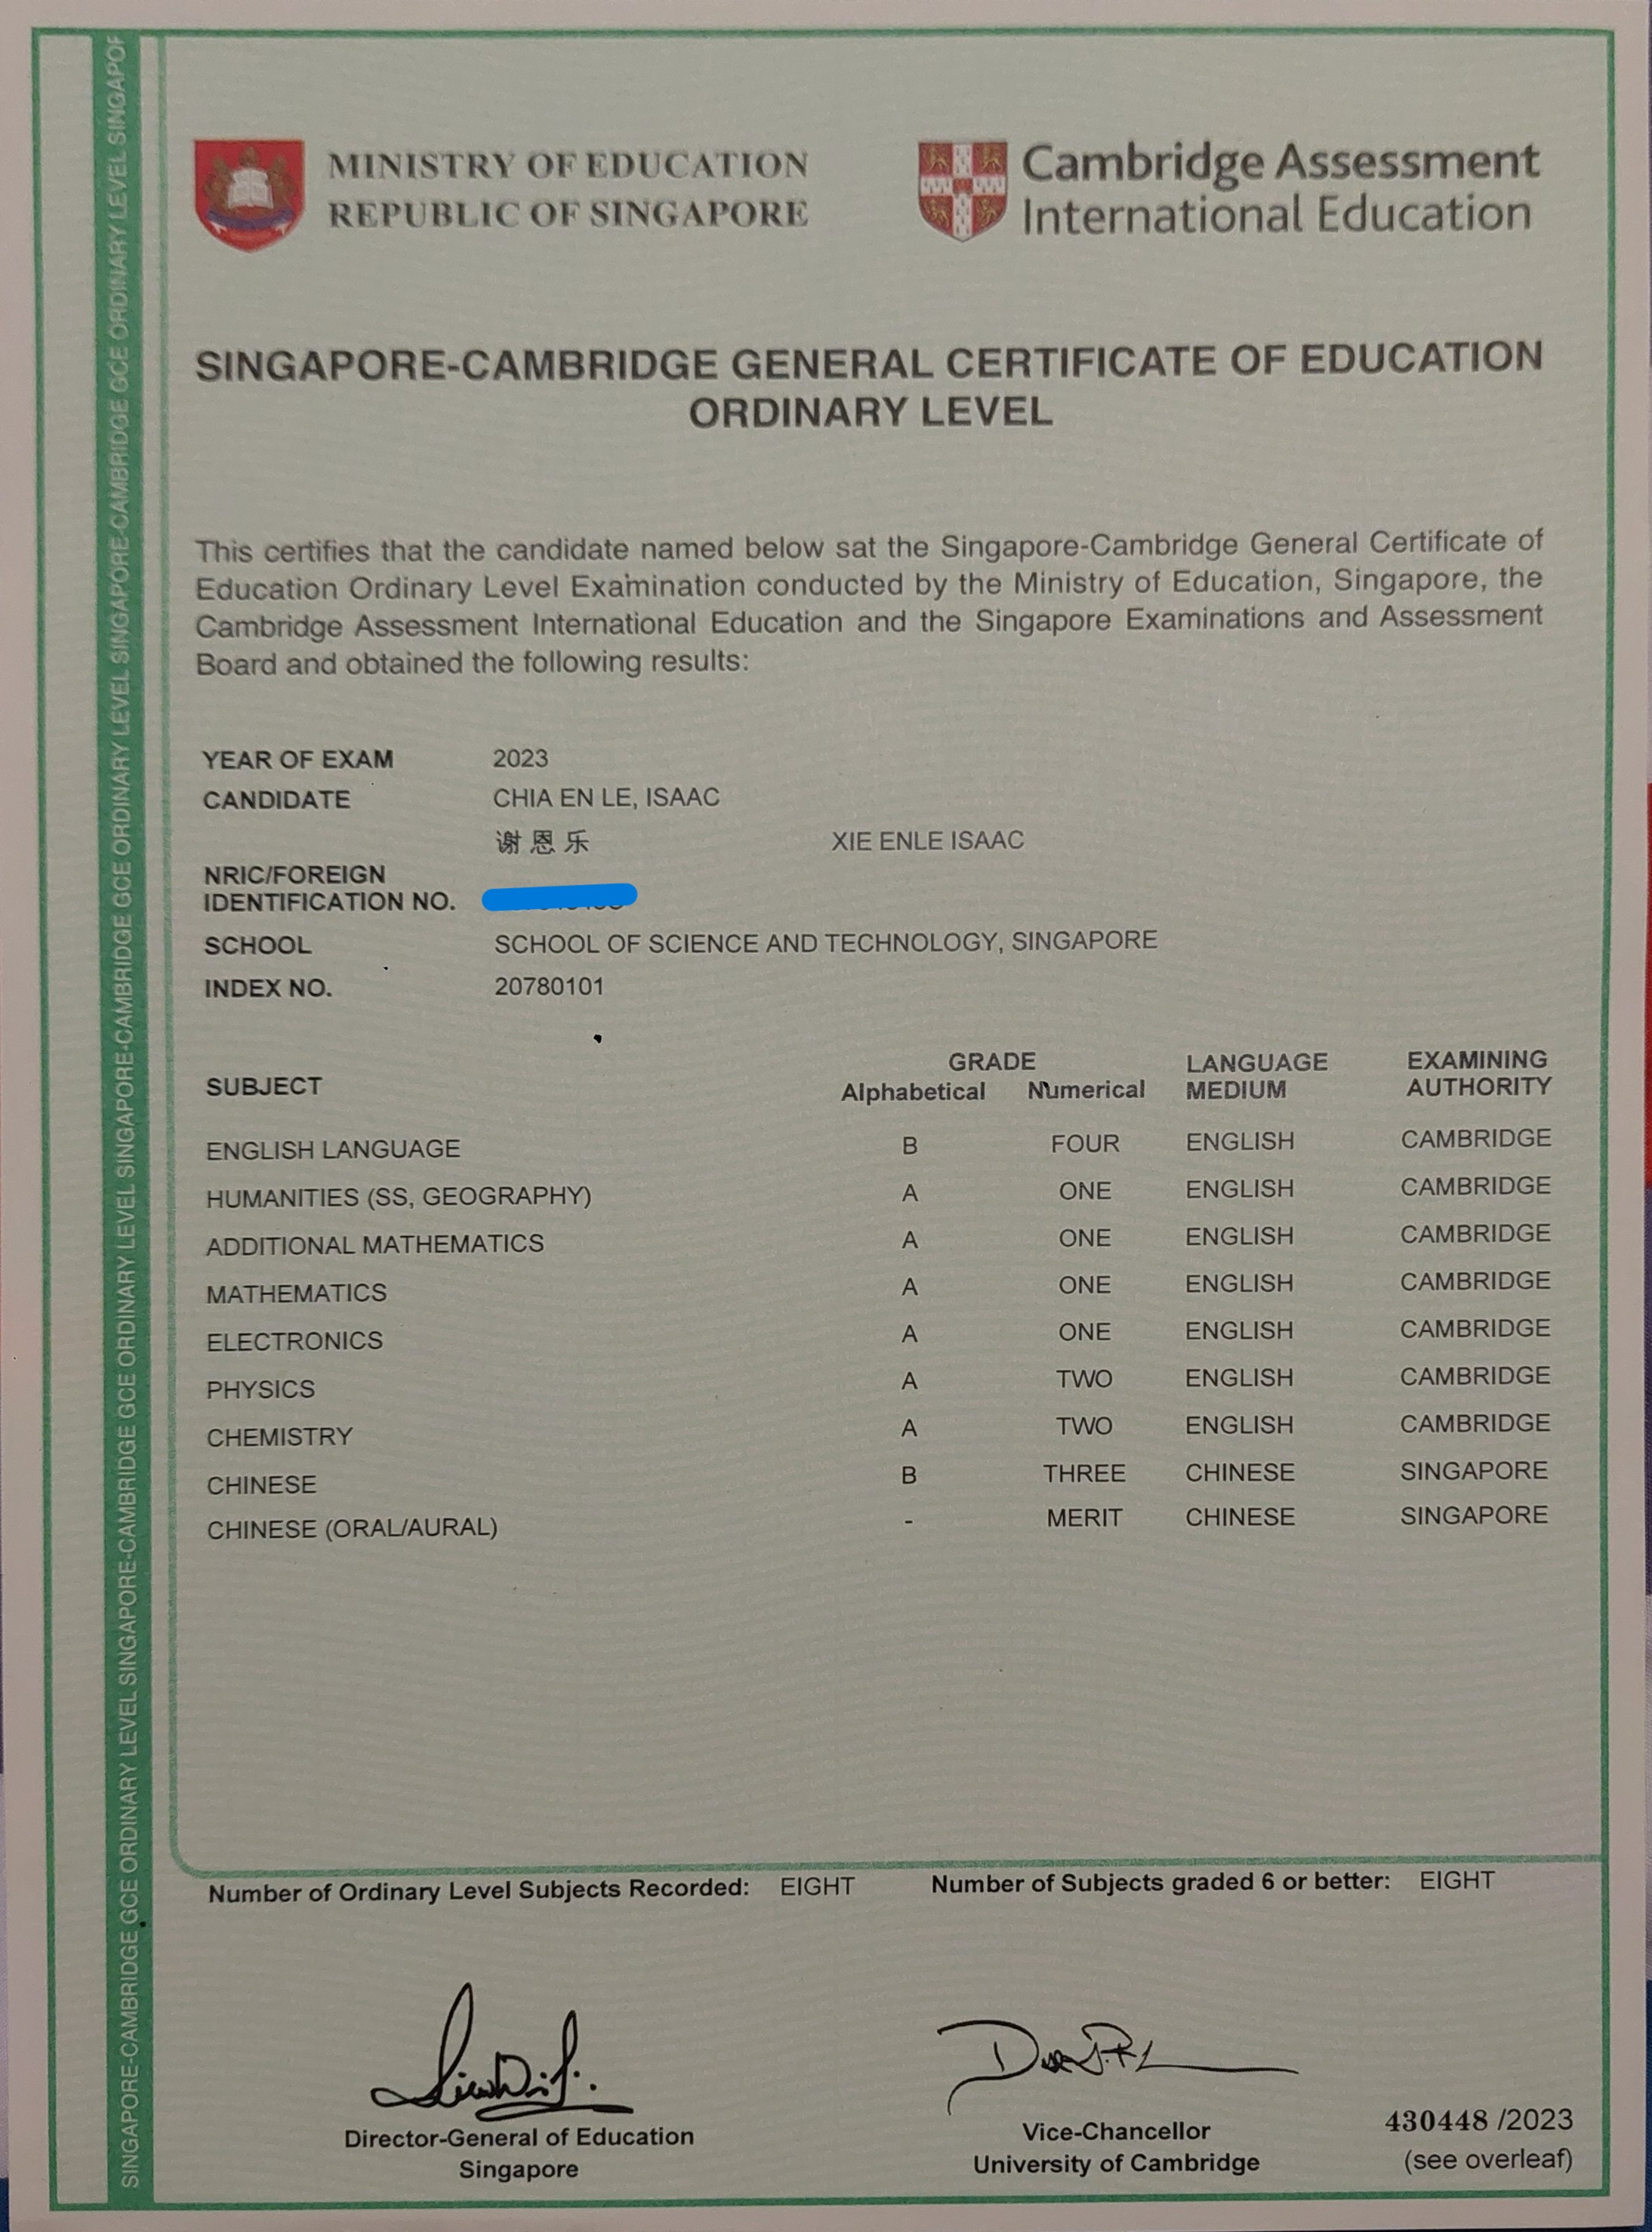 MINISTRY OF EDUCATION
REPUBLIC OF SINGAPORE
Cambridge Assessment
International Education
SINGAPORE-CAMBRIDGE GENERAL CERTIFICATE OF EDUCATION
ORDINARY LEVEL
This certifies that the candidate named below sat the Singapore-Cambridge General Certificate of
Education Ordinary Level Examination conducted by the Ministry of Education, Singapore, the
Cambridge Assessment International Education and the Singapore Examinations and Assessment
Board and obtained the following results:
YEAR OF EXAM 2023
CANDIDATE CHIA EN LE, ISAAC
谢恩乐 XIE ENLE ISAAC
NRIC/FOREIGN
IDENTIFICATION NO.
SCHOOL SCHOOL OF SCIENCE AND TECHNOLOGY, SINGAPORE
INDEX NO. 20780101
GRADE LANGUAGE EXAMINING
SUBJECT Alphabetical Numerical MEDIUM AUTHORITY
ENGLISH LANGUAGE B FOUR ENGLISH CAMBRIDGE
HUMANITIES (SS, GEOGRAPHY) A ONE ENGLISH CAMBRIDGE
ADDITIONAL MATHEMATICS A ONE ENGLISH CAMBRIDGE
MATHEMATICS A ONE ENGLISH CAMBRIDGE
ELECTRONICS A ONE ENGLISH CAMBRIDGE
PHYSICS A TWO ENGLISH CAMBRIDGE
CHEMISTRY A TWO ENGLISH CAMBRIDGE
CHINESE B THREE CHINESE SINGAPORE
CHINESE (ORAL/AURAL) - MERIT CHINESE SINGAPORE
Number of Ordinary Level Subjects Recorded: EIGHT Number of Subjects graded 6 or better: EIGHT
Director-General of Education
Singapore
Vice-Chancellor
University of Cambridge
430448 /2023
(see overleaf)
SINGAPORE-CAMBRIDGE GCE ORDINARY LEVEL SINGAPORE-CAMBRIDGE GCE ORDINARY LEVEL SINGAPORE-CAMBRIDGE GCE ORDINARY LEVEL SINGAPORE-CAMBRIDGE GCE ORDINARY LEVEL SINGAPORE-CAMBRIDGE GCE ORDINARY LEVEL SINGAPOR